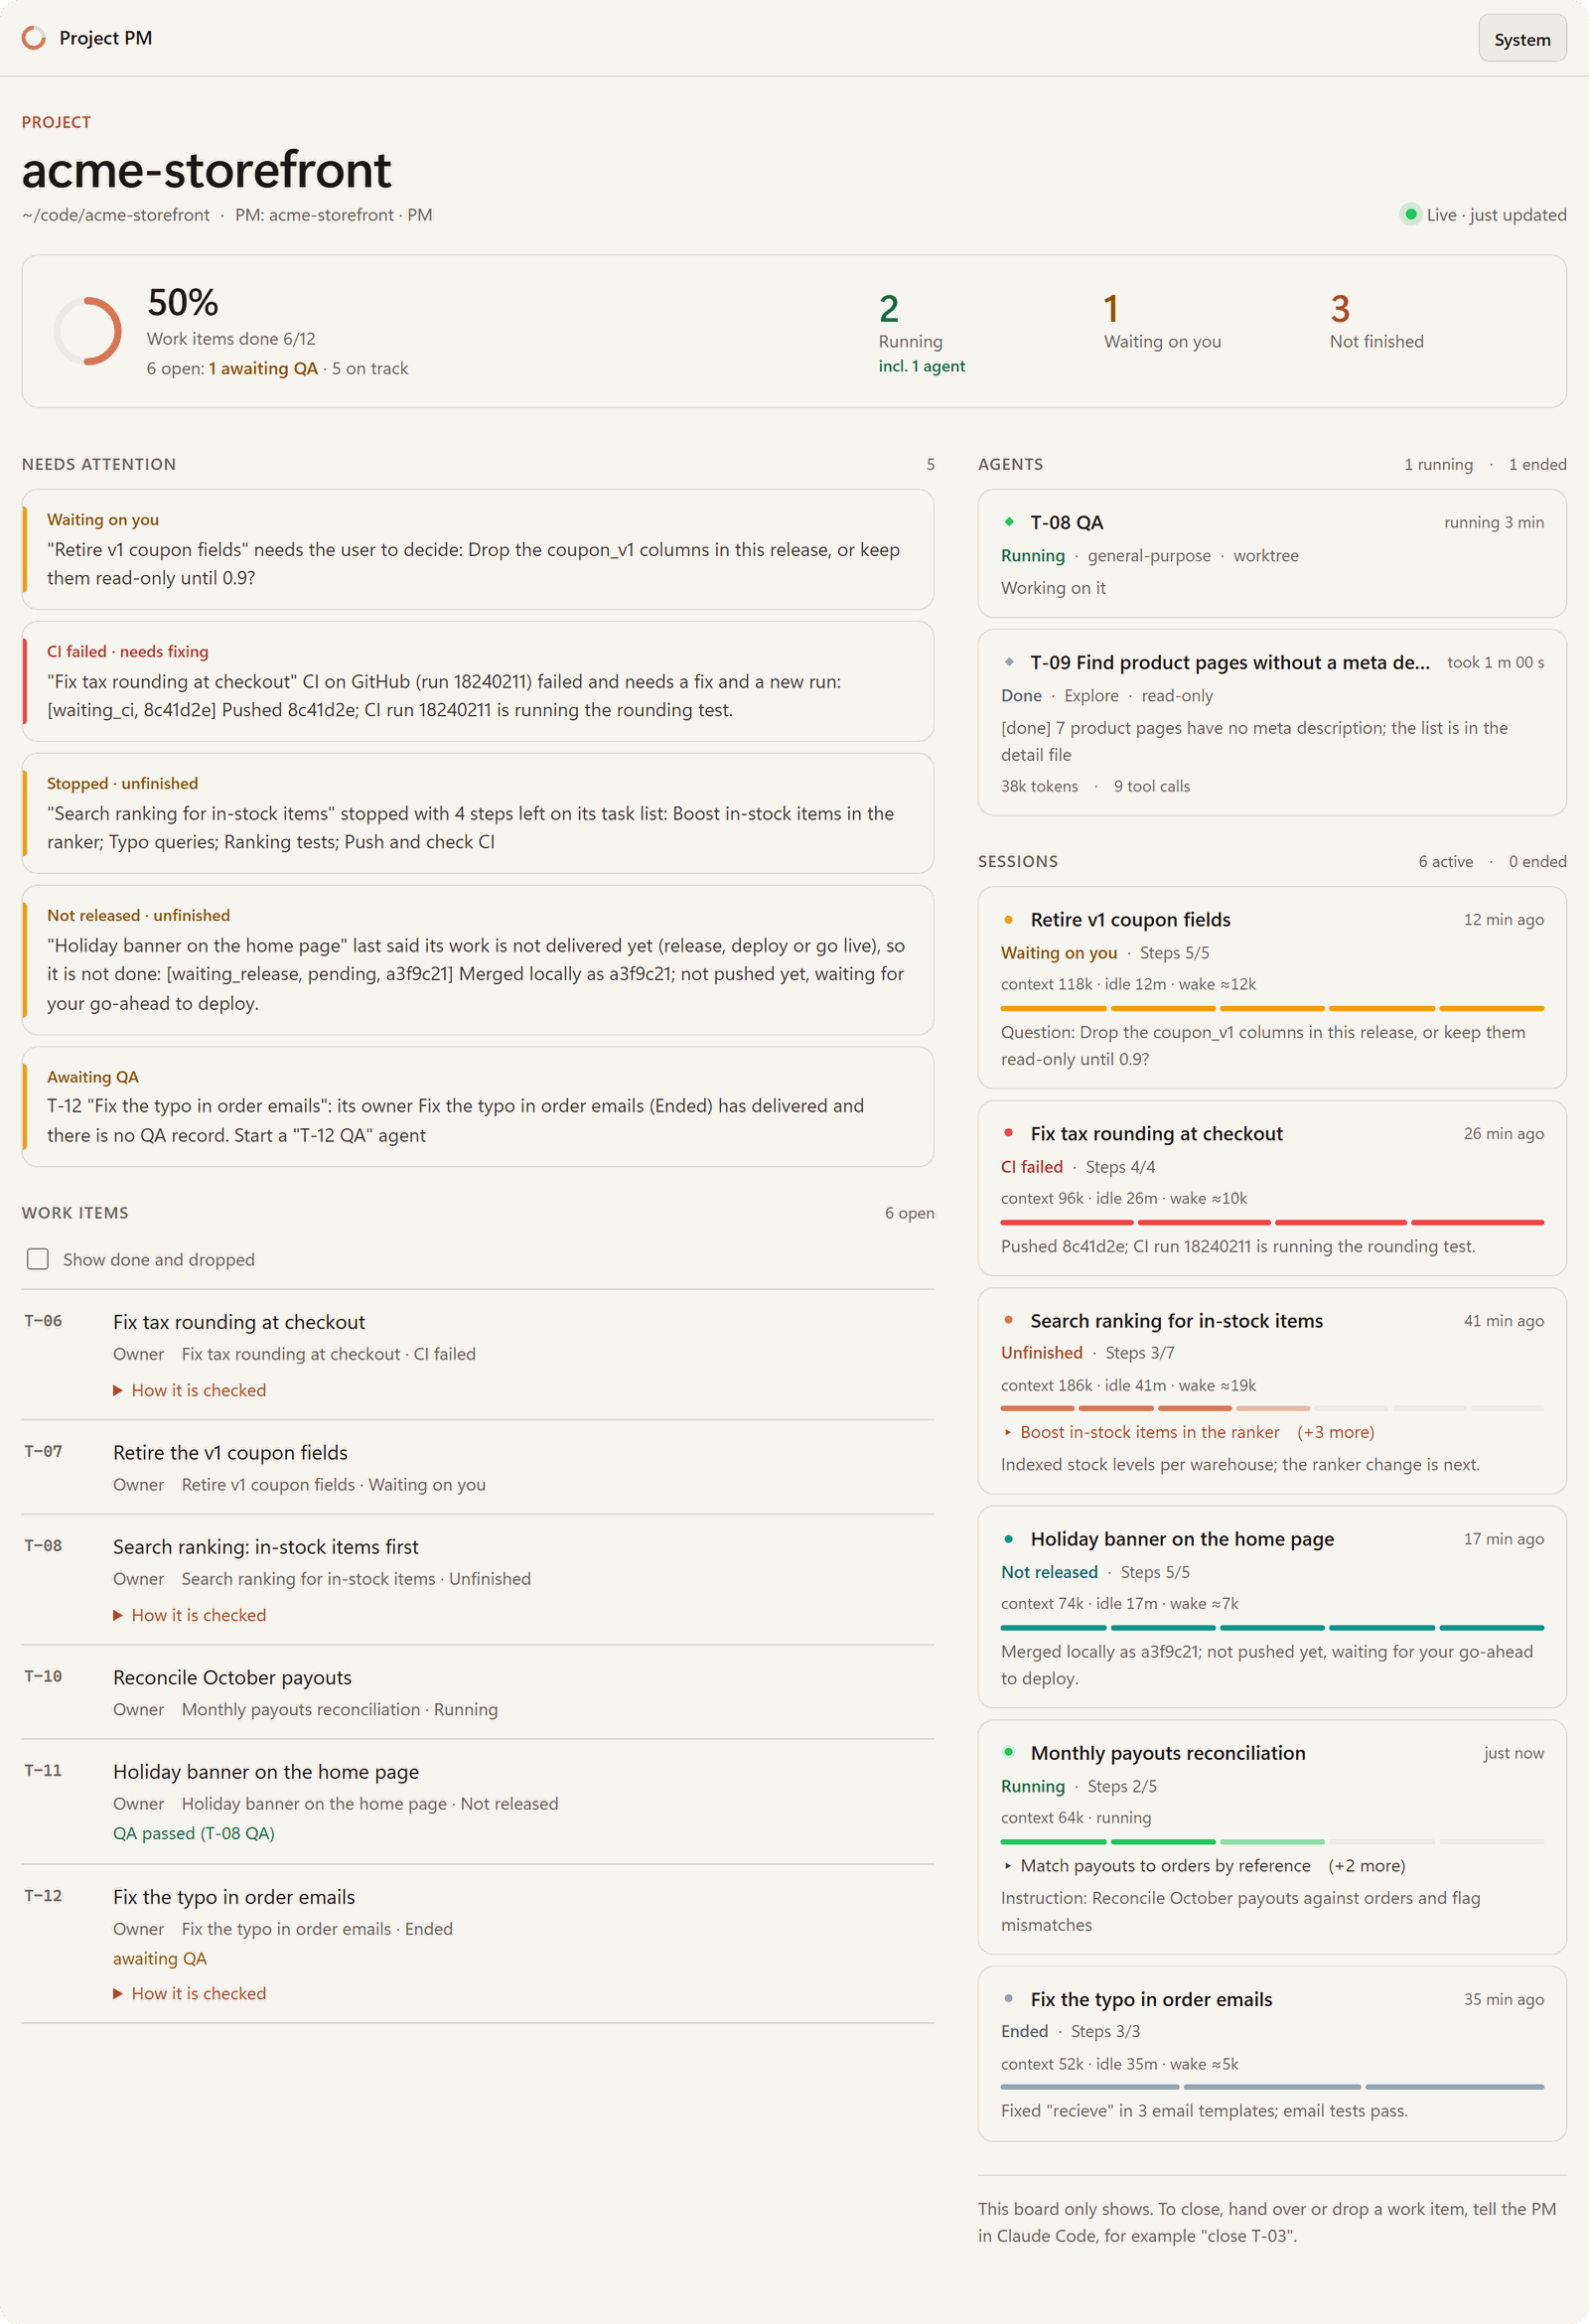 Project PM
System
PROJECT
acme-storefront
~/code/acme-storefront · PM: acme-storefront · PM
Live · just updated
50%
Work items done 6/12
6 open: 1 awaiting QA · 5 on track
2
Running
incl. 1 agent
1
Waiting on you
3
Not finished
NEEDS ATTENTION
5
Waiting on you
"Retire v1 coupon fields" needs the user to decide: Drop the coupon_v1 columns in this release, or keep
them read-only until 0.9?
CI failed · needs fixing
"Fix tax rounding at checkout" CI on GitHub (run 18240211) failed and needs a fix and a new run:
[waiting_ci, 8c41d2e] Pushed 8c41d2e; CI run 18240211 is running the rounding test.
Stopped · unfinished
"Search ranking for in-stock items" stopped with 4 steps left on its task list: Boost in-stock items in the
ranker; Typo queries; Ranking tests; Push and check CI
Not released · unfinished
"Holiday banner on the home page" last said its work is not delivered yet (release, deploy or go live), so
it is not done: [waiting_release, pending, a3f9c21] Merged locally as a3f9c21; not pushed yet, waiting for
your go-ahead to deploy.
Awaiting QA
T-12 "Fix the typo in order emails": its owner Fix the typo in order emails (Ended) has delivered and
there is no QA record. Start a "T-12 QA" agent
WORK ITEMS
6 open
Show done and dropped
T-06
Fix tax rounding at checkout
Owner Fix tax rounding at checkout · CI failed
▶ How it is checked
T-07
Retire the v1 coupon fields
Owner Retire v1 coupon fields · Waiting on you
T-08
Search ranking: in-stock items first
Owner Search ranking for in-stock items · Unfinished
▶ How it is checked
T-10
Reconcile October payouts
Owner Monthly payouts reconciliation · Running
T-11
Holiday banner on the home page
Owner Holiday banner on the home page · Not released
QA passed (T-08 QA)
T-12
Fix the typo in order emails
Owner Fix the typo in order emails · Ended
awaiting QA
▶ How it is checked
AGENTS
1 running · 1 ended
T-08 QA
running 3 min
Running · general-purpose · worktree
Working on it
T-09 Find product pages without a meta de...
took 1 m 00 s
Done · Explore · read-only
[done] 7 product pages have no meta description; the list is in the
detail file
38k tokens · 9 tool calls
SESSIONS
6 active · 0 ended
Retire v1 coupon fields
12 min ago
Waiting on you · Steps 5/5
context 118k · idle 12m · wake ≈12k
Question: Drop the coupon_v1 columns in this release, or keep them
read-only until 0.9?
Fix tax rounding at checkout
26 min ago
CI failed · Steps 4/4
context 96k · idle 26m · wake ≈10k
Pushed 8c41d2e; CI run 18240211 is running the rounding test.
Search ranking for in-stock items
41 min ago
Unfinished · Steps 3/7
context 186k · idle 41m · wake ≈19k
▸ Boost in-stock items in the ranker (+3 more)
Indexed stock levels per warehouse; the ranker change is next.
Holiday banner on the home page
17 min ago
Not released · Steps 5/5
context 74k · idle 17m · wake ≈7k
Merged locally as a3f9c21; not pushed yet, waiting for your go-ahead
to deploy.
Monthly payouts reconciliation
just now
Running · Steps 2/5
context 64k · running
▸ Match payouts to orders by reference (+2 more)
Instruction: Reconcile October payouts against orders and flag
mismatches
Fix the typo in order emails
35 min ago
Ended · Steps 3/3
context 52k · idle 35m · wake ≈5k
Fixed "recieve" in 3 email templates; email tests pass.
This board only shows. To close, hand over or drop a work item, tell the PM
in Claude Code, for example "close T-03".